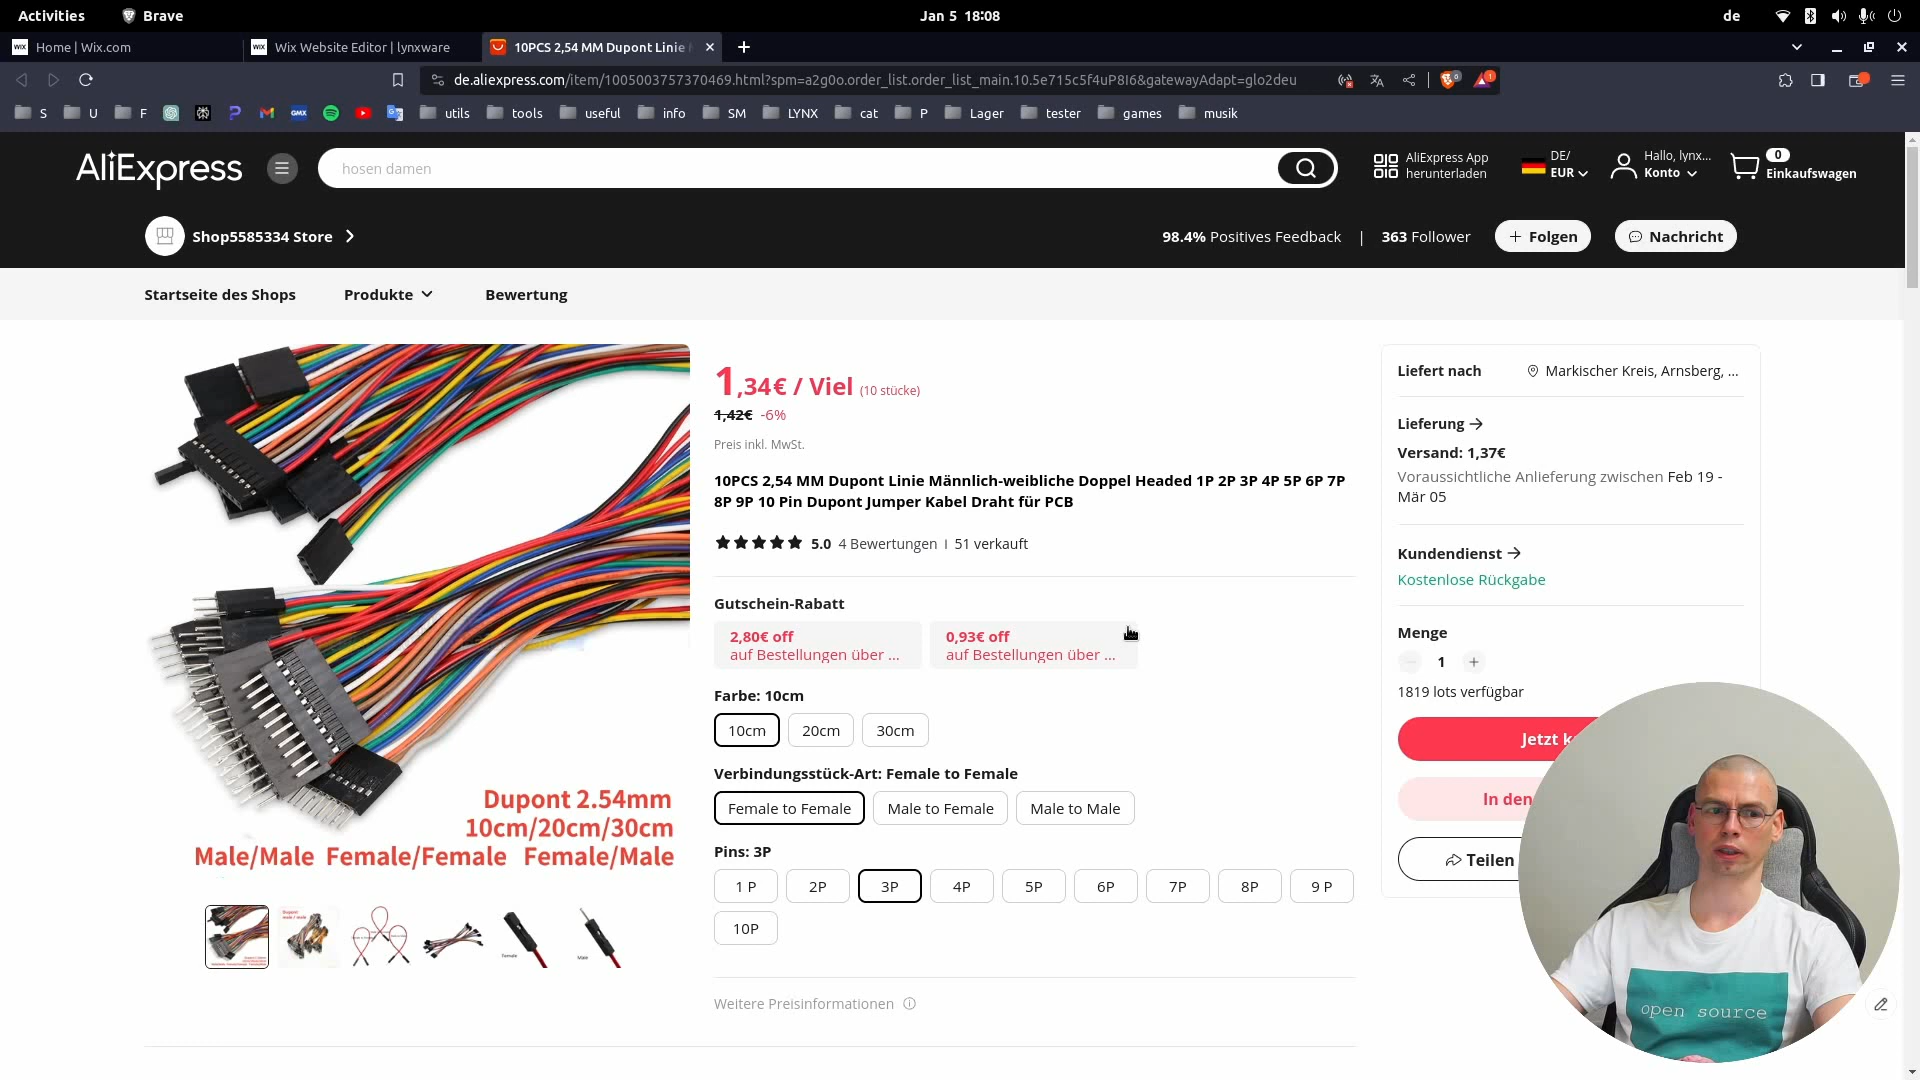 Activities
Brave
Jan 5 18:08
de
Home | Wix.com
Wix Website Editor | lynxware
10PCS 2,54 MM Dupont Linie
de.aliexpress.com/item/1005003757370469.html?spm=a2g0o.order_list.order_list_main.10.5e715c5f4uP8I6&gatewayAdapt=glo2deu
S
U
F
GMX
utils
tools
useful
info
SM
LYNX
cat
P
Lager
tester
games
musik
AliExpress
hosen damen
AliExpress App
herunterladen
DE/
EUR
Hallo, lynx...
Konto
0
Einkaufswagen
Shop5585334 Store
98.4% Positives Feedback | 363 Follower
+ Folgen
Nachricht
Startseite des Shops
Produkte
Bewertung
Dupont 2.54mm
10cm/20cm/30cm
Male/Male Female/Female Female/Male
1,34€ / Viel (10 stücke)
1,42€ -6%
Preis inkl. MwSt.
10PCS 2,54 MM Dupont Linie Männlich-weibliche Doppel Headed 1P 2P 3P 4P 5P 6P 7P
8P 9P 10 Pin Dupont Jumper Kabel Draht für PCB
5.0 4 Bewertungen I 51 verkauft
Gutschein-Rabatt
2,80€ off
auf Bestellungen über ...
0,93€ off
auf Bestellungen über ...
Farbe: 10cm
10cm
20cm
30cm
Verbindungsstück-Art: Female to Female
Female to Female
Male to Female
Male to Male
Pins: 3P
1 P
2P
3P
4P
5P
6P
7P
8P
9 P
10P
Weitere Preisinformationen
Liefert nach
Markischer Kreis, Arnsberg, ...
Lieferung
Versand: 1,37€
Voraussichtliche Anlieferung zwischen Feb 19 -
Mär 05
Kundendienst
Kostenlose Rückgabe
Menge
1
1819 lots verfügbar
Jetzt k
In den
Teilen
open source